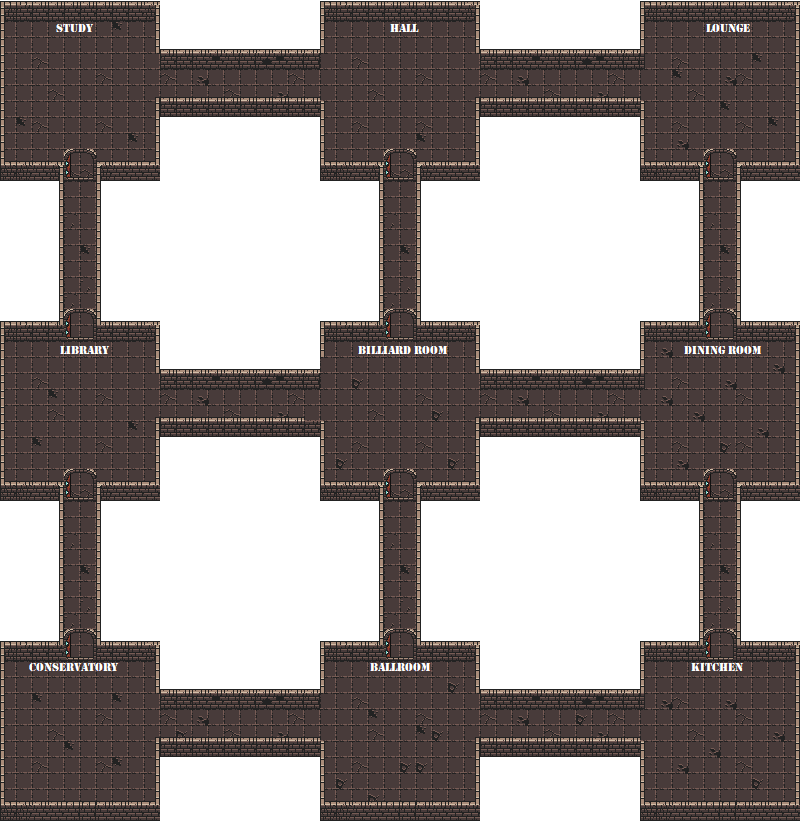 STUDY
HALL
LOUNGE
LIBRARY
BILLIARD ROOM
DINING ROOM
CONSERVATORY
BALLROOM
KITCHEN